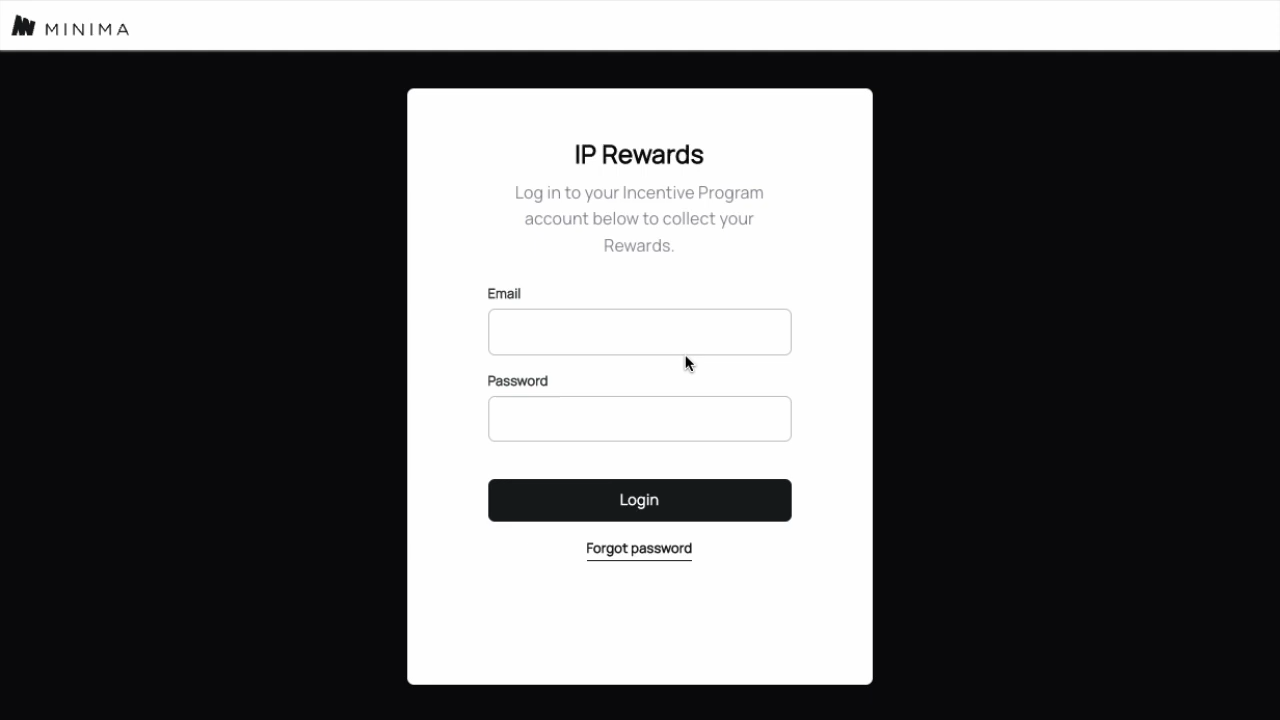 MINIMA
IP Rewards
Log in to your Incentive Program
account below to collect your
Rewards.
Email
Password
Login
Forgot password